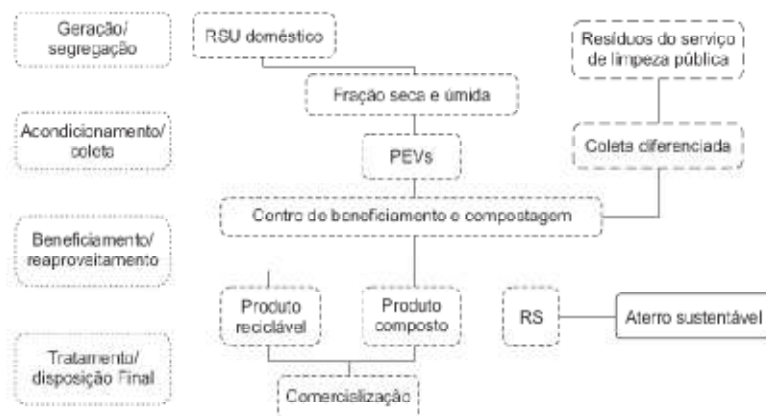 Geração/
segregação
RSU doméstico
Resíduos do serviço
de limpeza pública
Fração seca e úmida
Acondicionamento/
coleta
PEVs
Coleta diferenciada
Centro de beneficiamento e compostagem
Beneficiamento/
reaproveitamento
Produto
reciclável
Produto
composto
RS
Aterro sustentável
Tratamento/
disposição Final
Comercialização